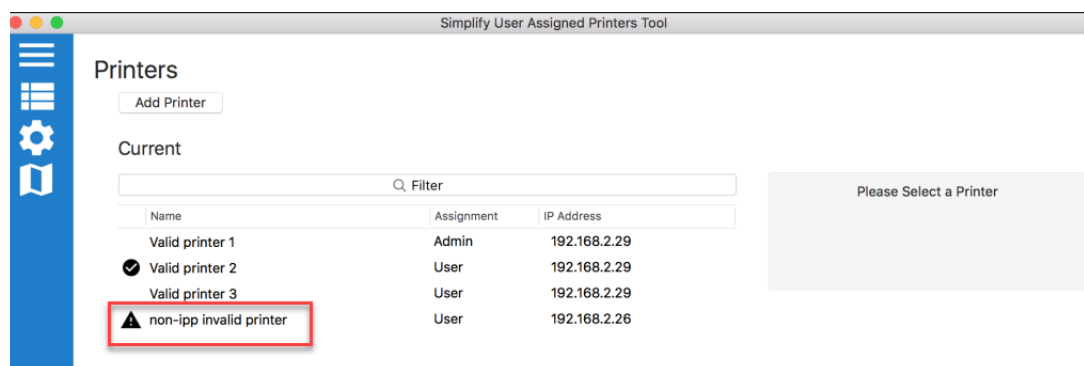 Simplify User Assigned Printers Tool
Printers
Add Printer
Current
Filter
Please Select a Printer
Name Assignment IP Address
Valid printer 1 Admin 192.168.2.29
Valid printer 2 User 192.168.2.29
Valid printer 3 User 192.168.2.29
non-ipp invalid printer User 192.168.2.26